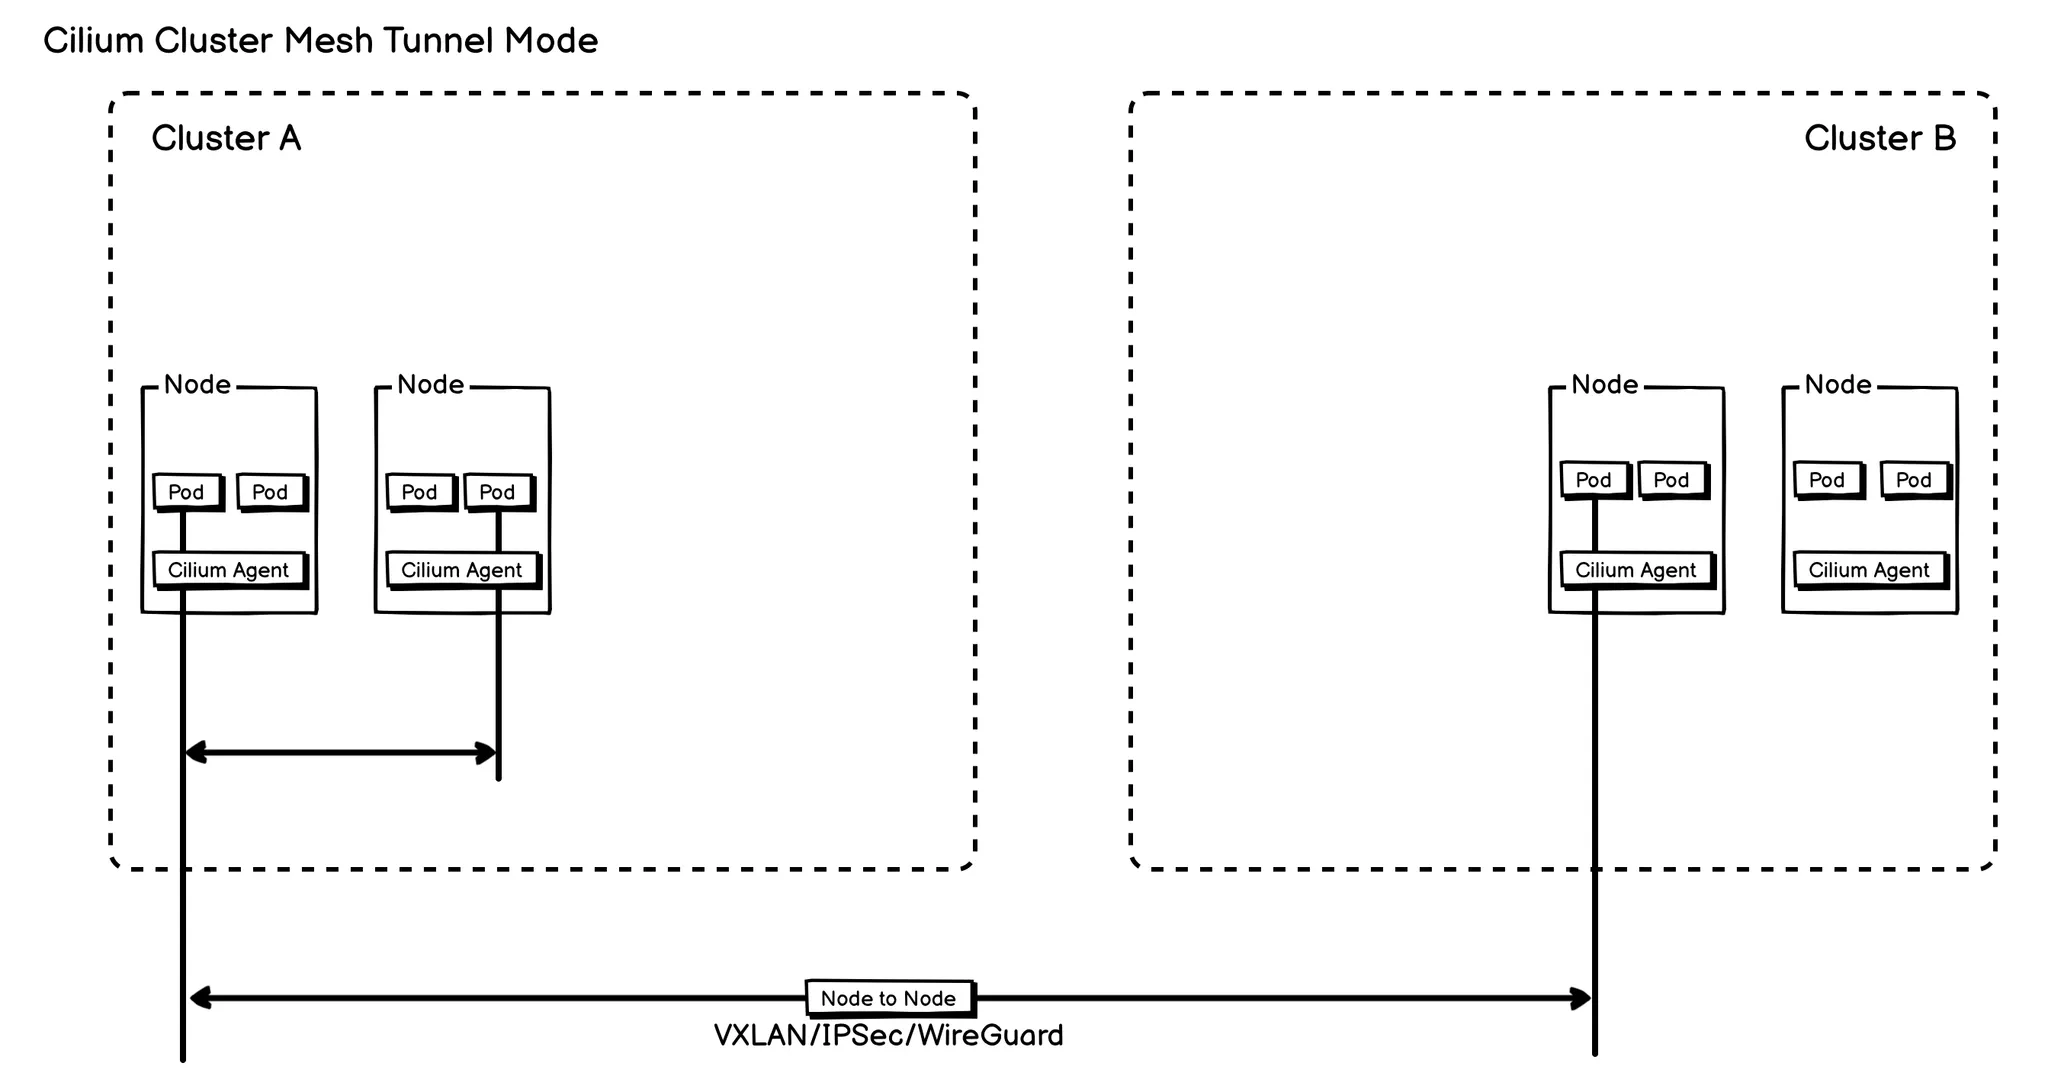 Cilium Cluster Mesh Tunnel Mode
Cluster A
Cluster B
Node
Node
Node
Node
Pod
Pod
Pod
Pod
Pod
Pod
Pod
Pod
Cilium Agent
Cilium Agent
Cilium Agent
Cilium Agent
Node to Node
VXLAN/IPSec/WireGuard